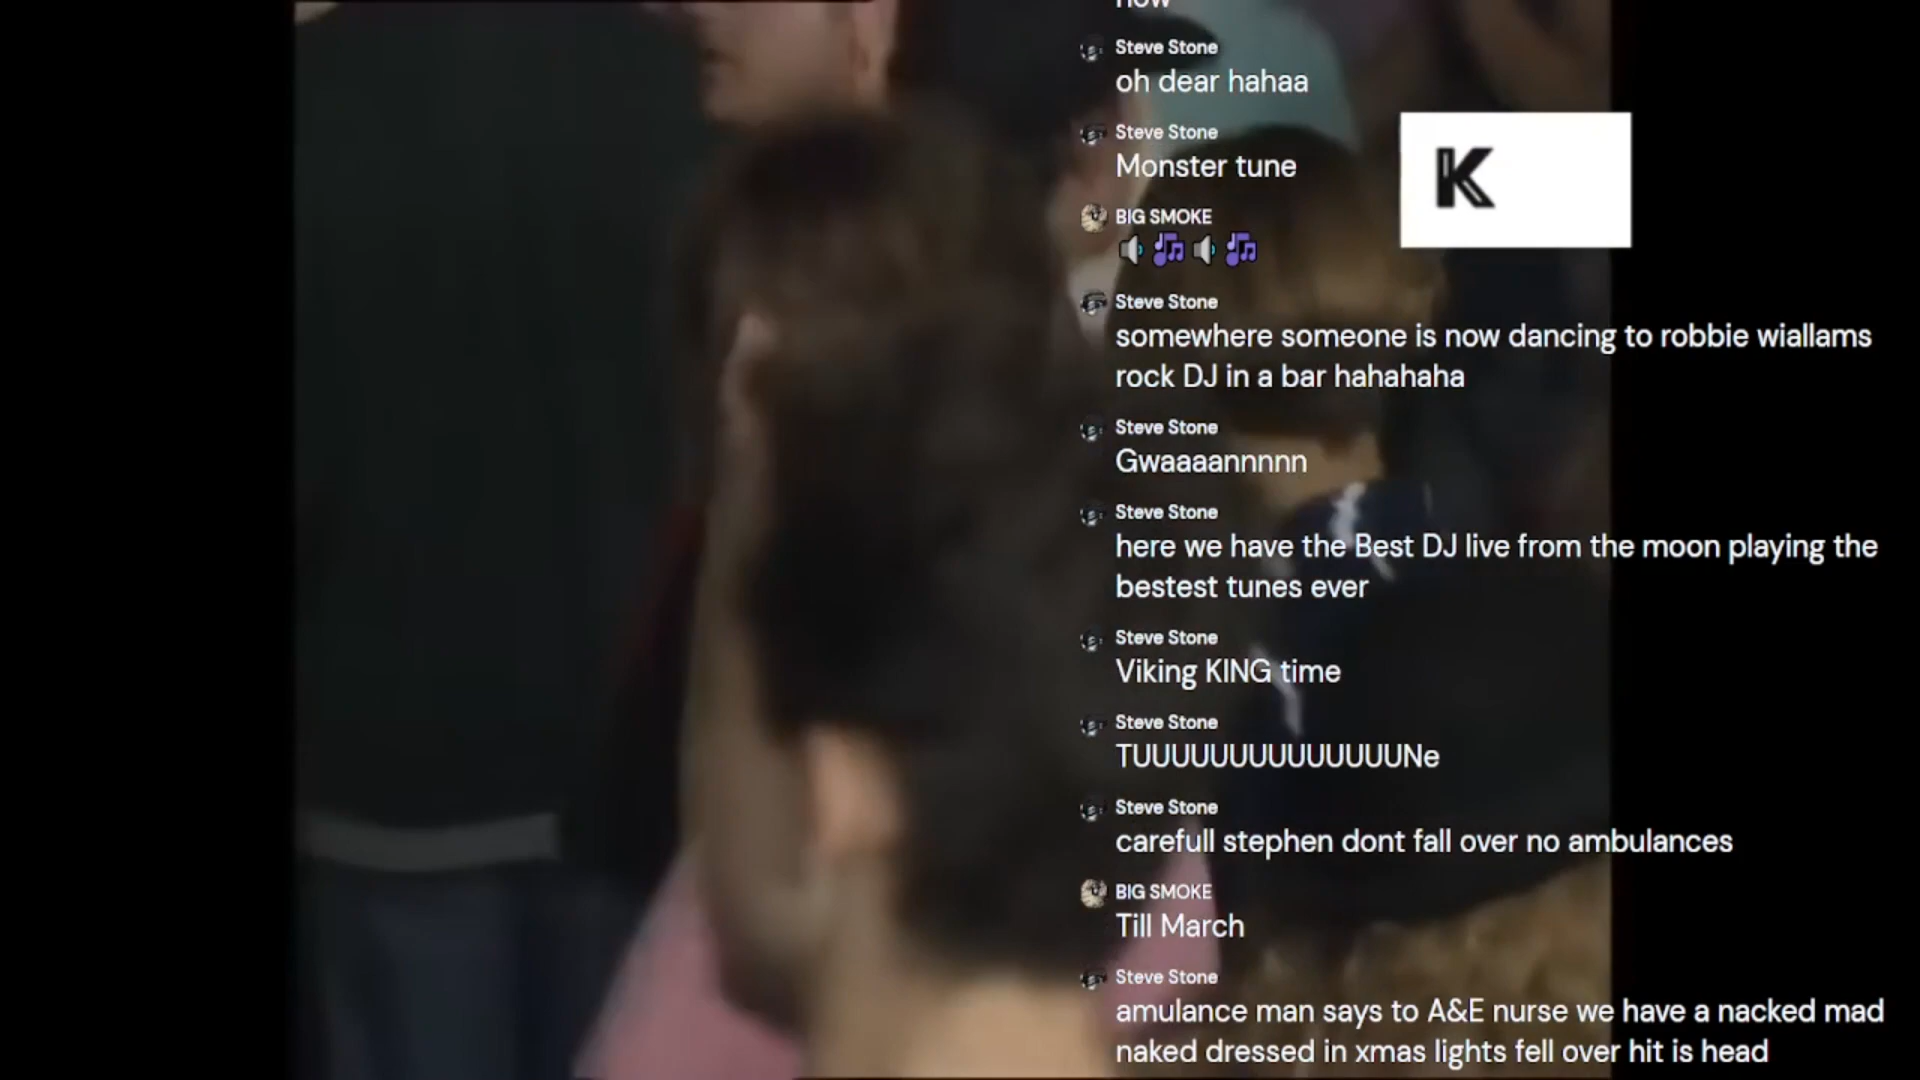 Steve Stone
oh dear hahaa
Steve Stone
Monster tune
BIG SMOKE
🔈🎶🔈🎶
Steve Stone
somewhere someone is now dancing to robbie wiallams
rock DJ in a bar hahahaha
Steve Stone
Gwaaaannnnn
Steve Stone
here we have the Best DJ live from the moon playing the
bestest tunes ever
Steve Stone
Viking KING time
Steve Stone
TUUUUUUUUUUUUUUNe
Steve Stone
carefull stephen dont fall over no ambulances
BIG SMOKE
Till March
Steve Stone
amulance man says to A&E nurse we have a nacked mad
naked dressed in xmas lights fell over hit is head
K